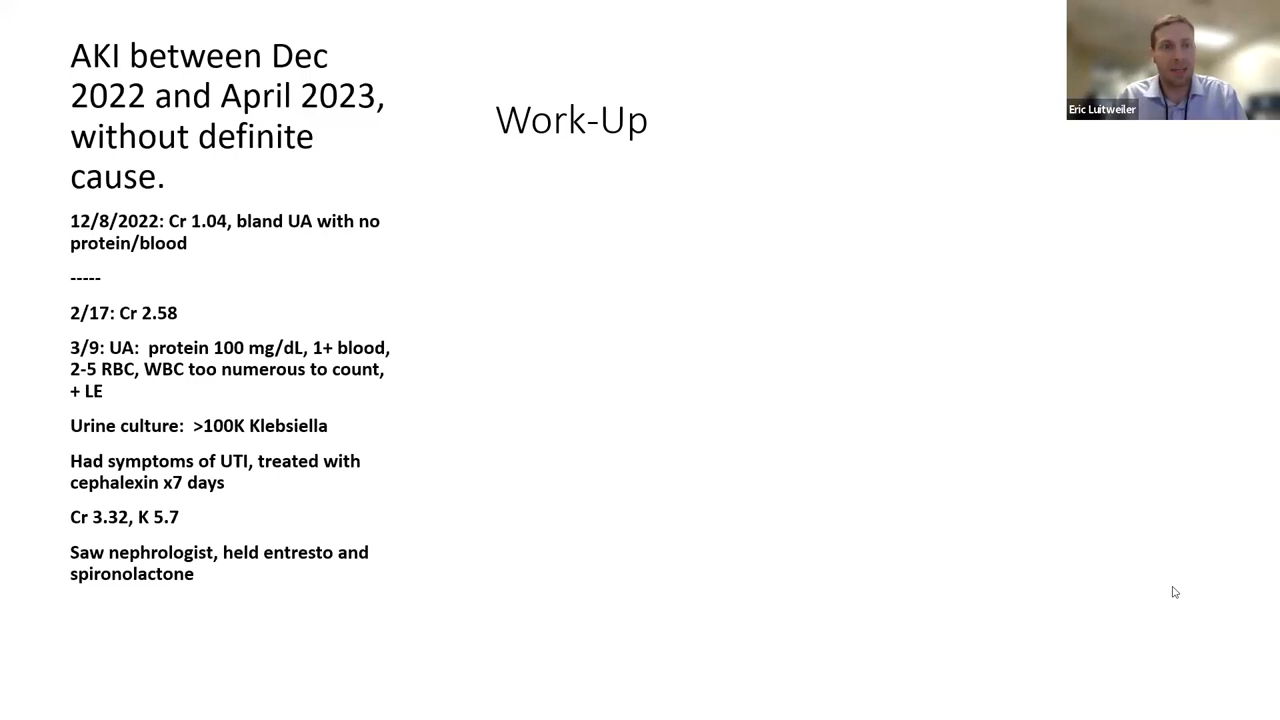 AKI between Dec
2022 and April 2023,
without definite
cause.
12/8/2022: Cr 1.04, bland UA with no
protein/blood
-----
2/17: Cr 2.58
3/9: UA:  protein 100 mg/dL, 1+ blood,
2-5 RBC, WBC too numerous to count,
+ LE
Urine culture:  >100K Klebsiella
Had symptoms of UTI, treated with
cephalexin x7 days
Cr 3.32, K 5.7
Saw nephrologist, held entresto and
spironolactone
Work-Up
Eric Luitweiler